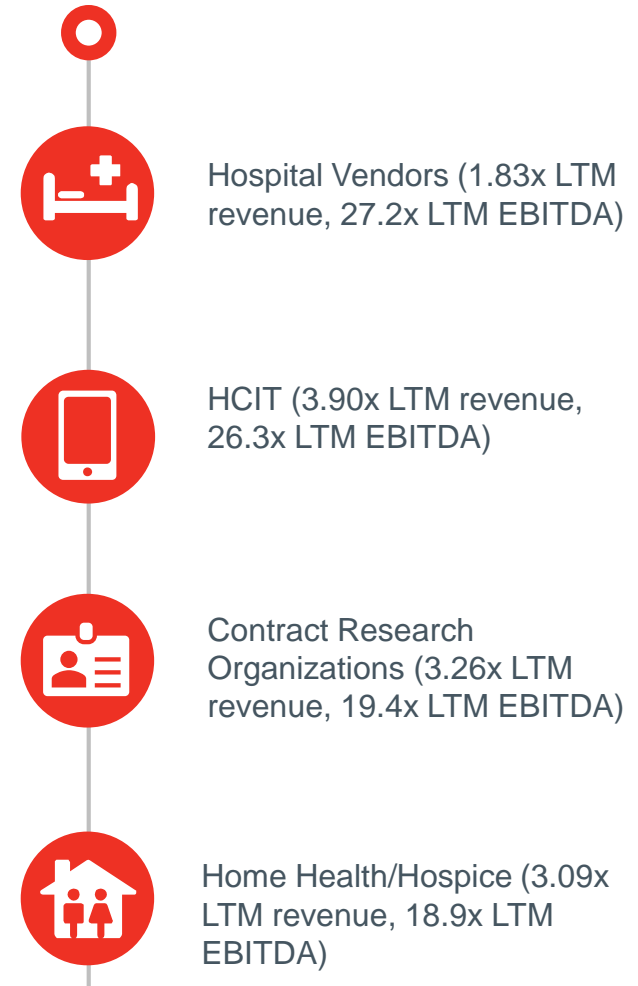 Hospital Vendors (1.83x LTM
revenue, 27.2x LTM EBITDA)
HCIT (3.90x LTM revenue,
26.3x LTM EBITDA)
Contract Research
Organizations (3.26x LTM
revenue, 19.4x LTM EBITDA)
Home Health/Hospice (3.09x
LTM revenue, 18.9x LTM
EBITDA)